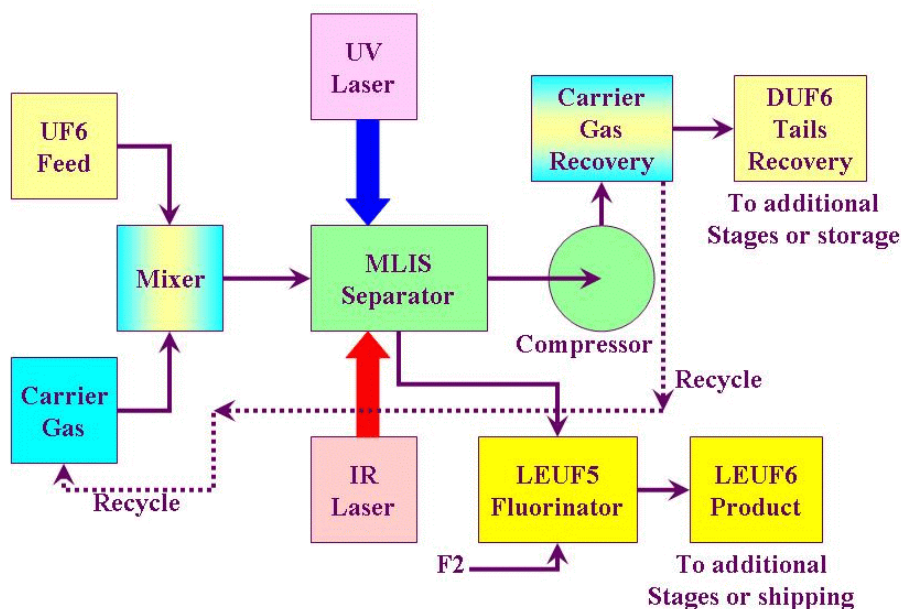 UV
Laser
UF6
Feed
Carrier
Gas
Recovery
DUF6
Tails
Recovery
To additional
Stages or storage
Mixer
MLIS
Separator
Compressor
Carrier
Gas
Recycle
Recycle
IR
Laser
LEUF5
Fluorinator
LEUF6
Product
F2
To additional
Stages or shipping